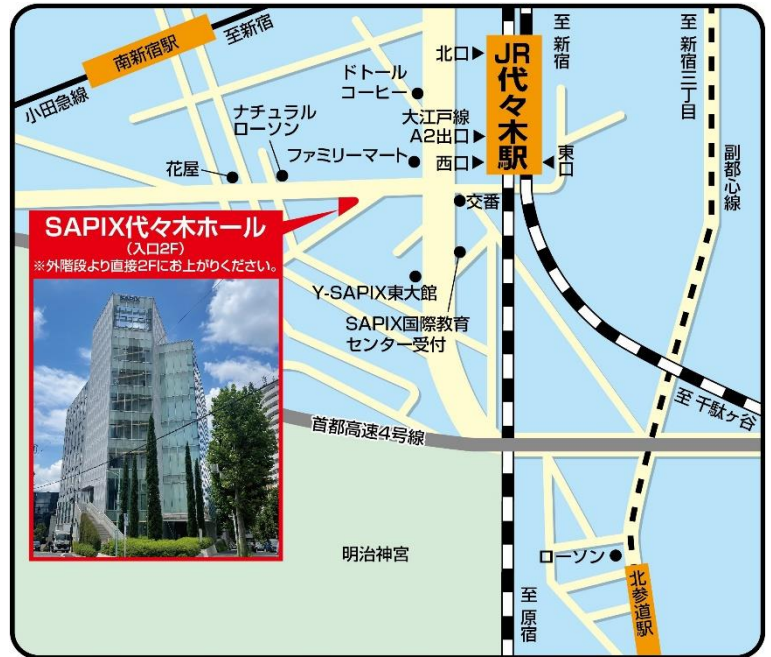 南新宿駅
至新宿
小田急線
ドトール
コーヒー
北口
JR代々木駅
至 新宿
至 新宿三丁目
ナチュラル
ローソン
大江戸線
A2出口
花屋
ファミリーマート
西口
東口
副都心線
交番
SAPIX代々木ホール
(入口2F)
※外階段より直接2Fにお上がりください。
Y-SAPIX東大館
SAPIX国際教育
センター受付
至 千駄ヶ谷
首都高速4号線
明治神宮
ローソン
北参道駅
至 原宿